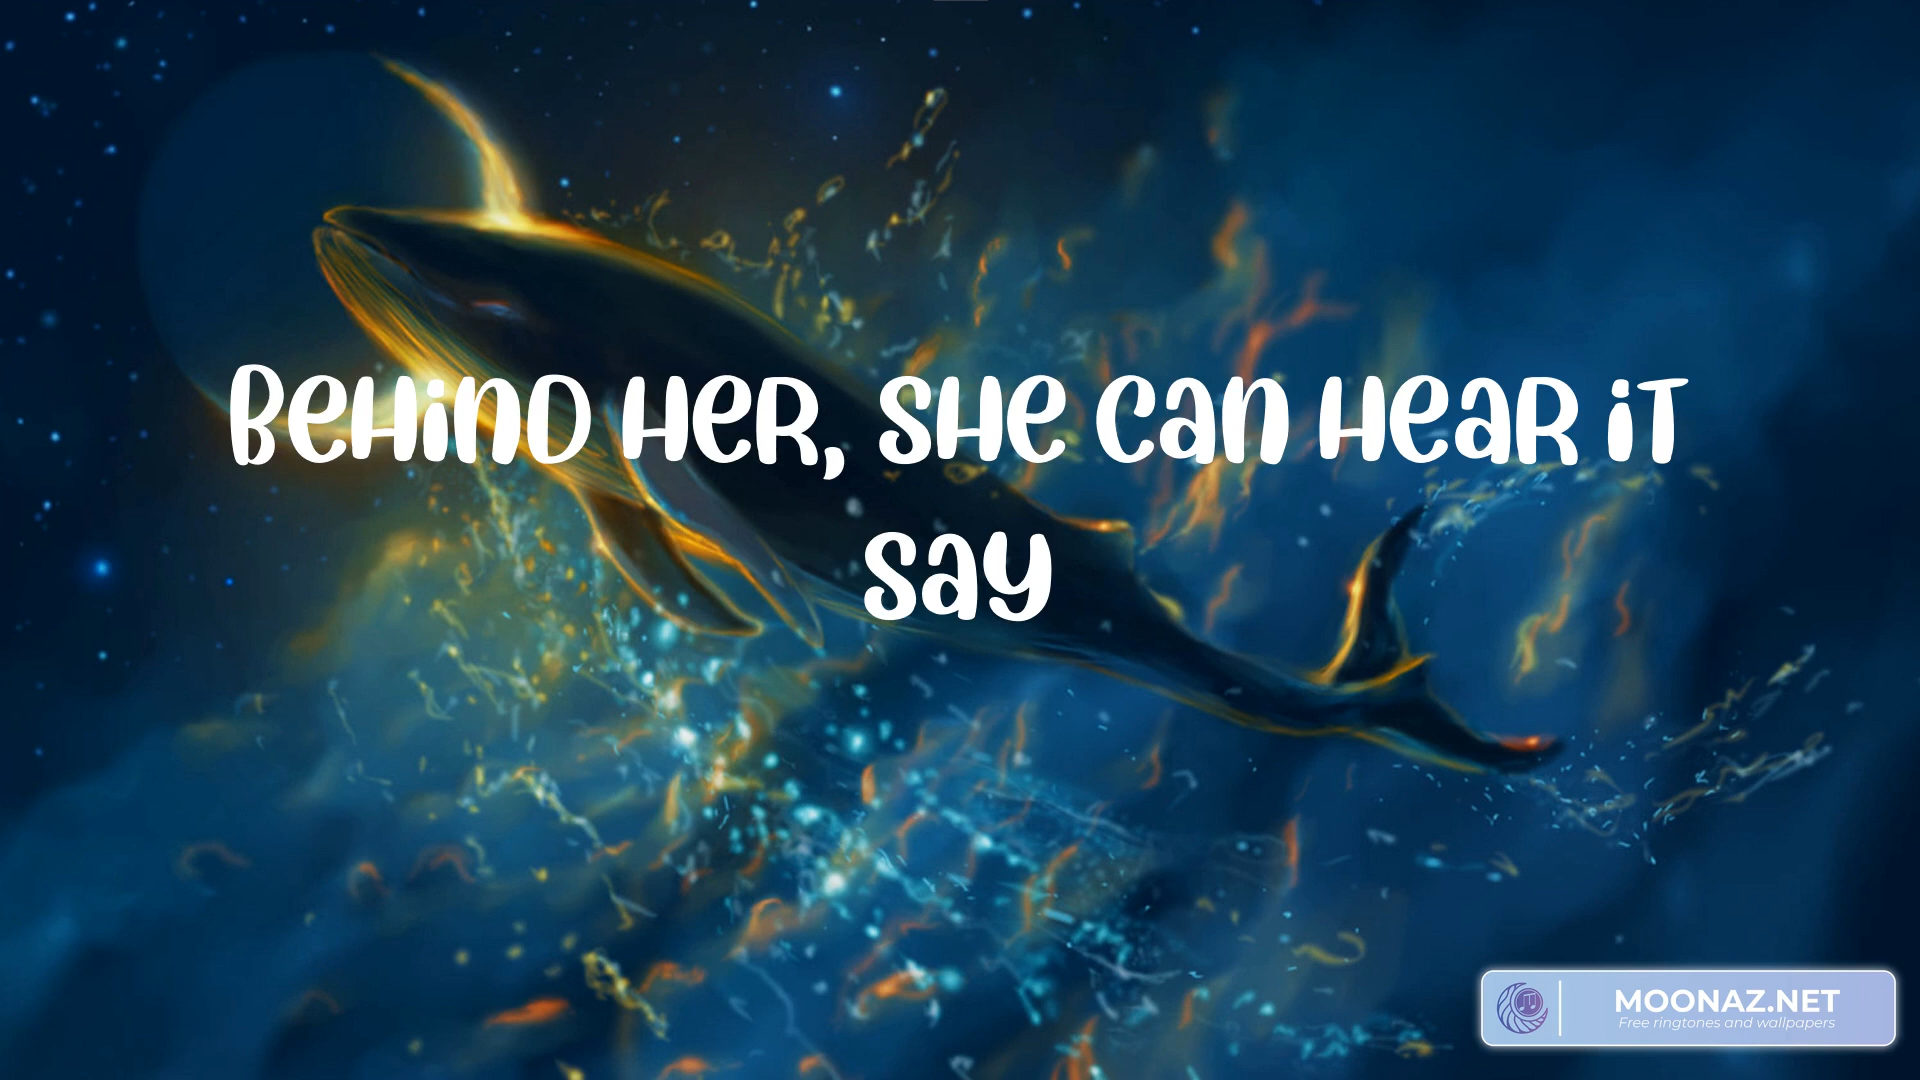 Behind her, she can hear it
say
MOONAZ.NET
Free ringtones and wallpapers